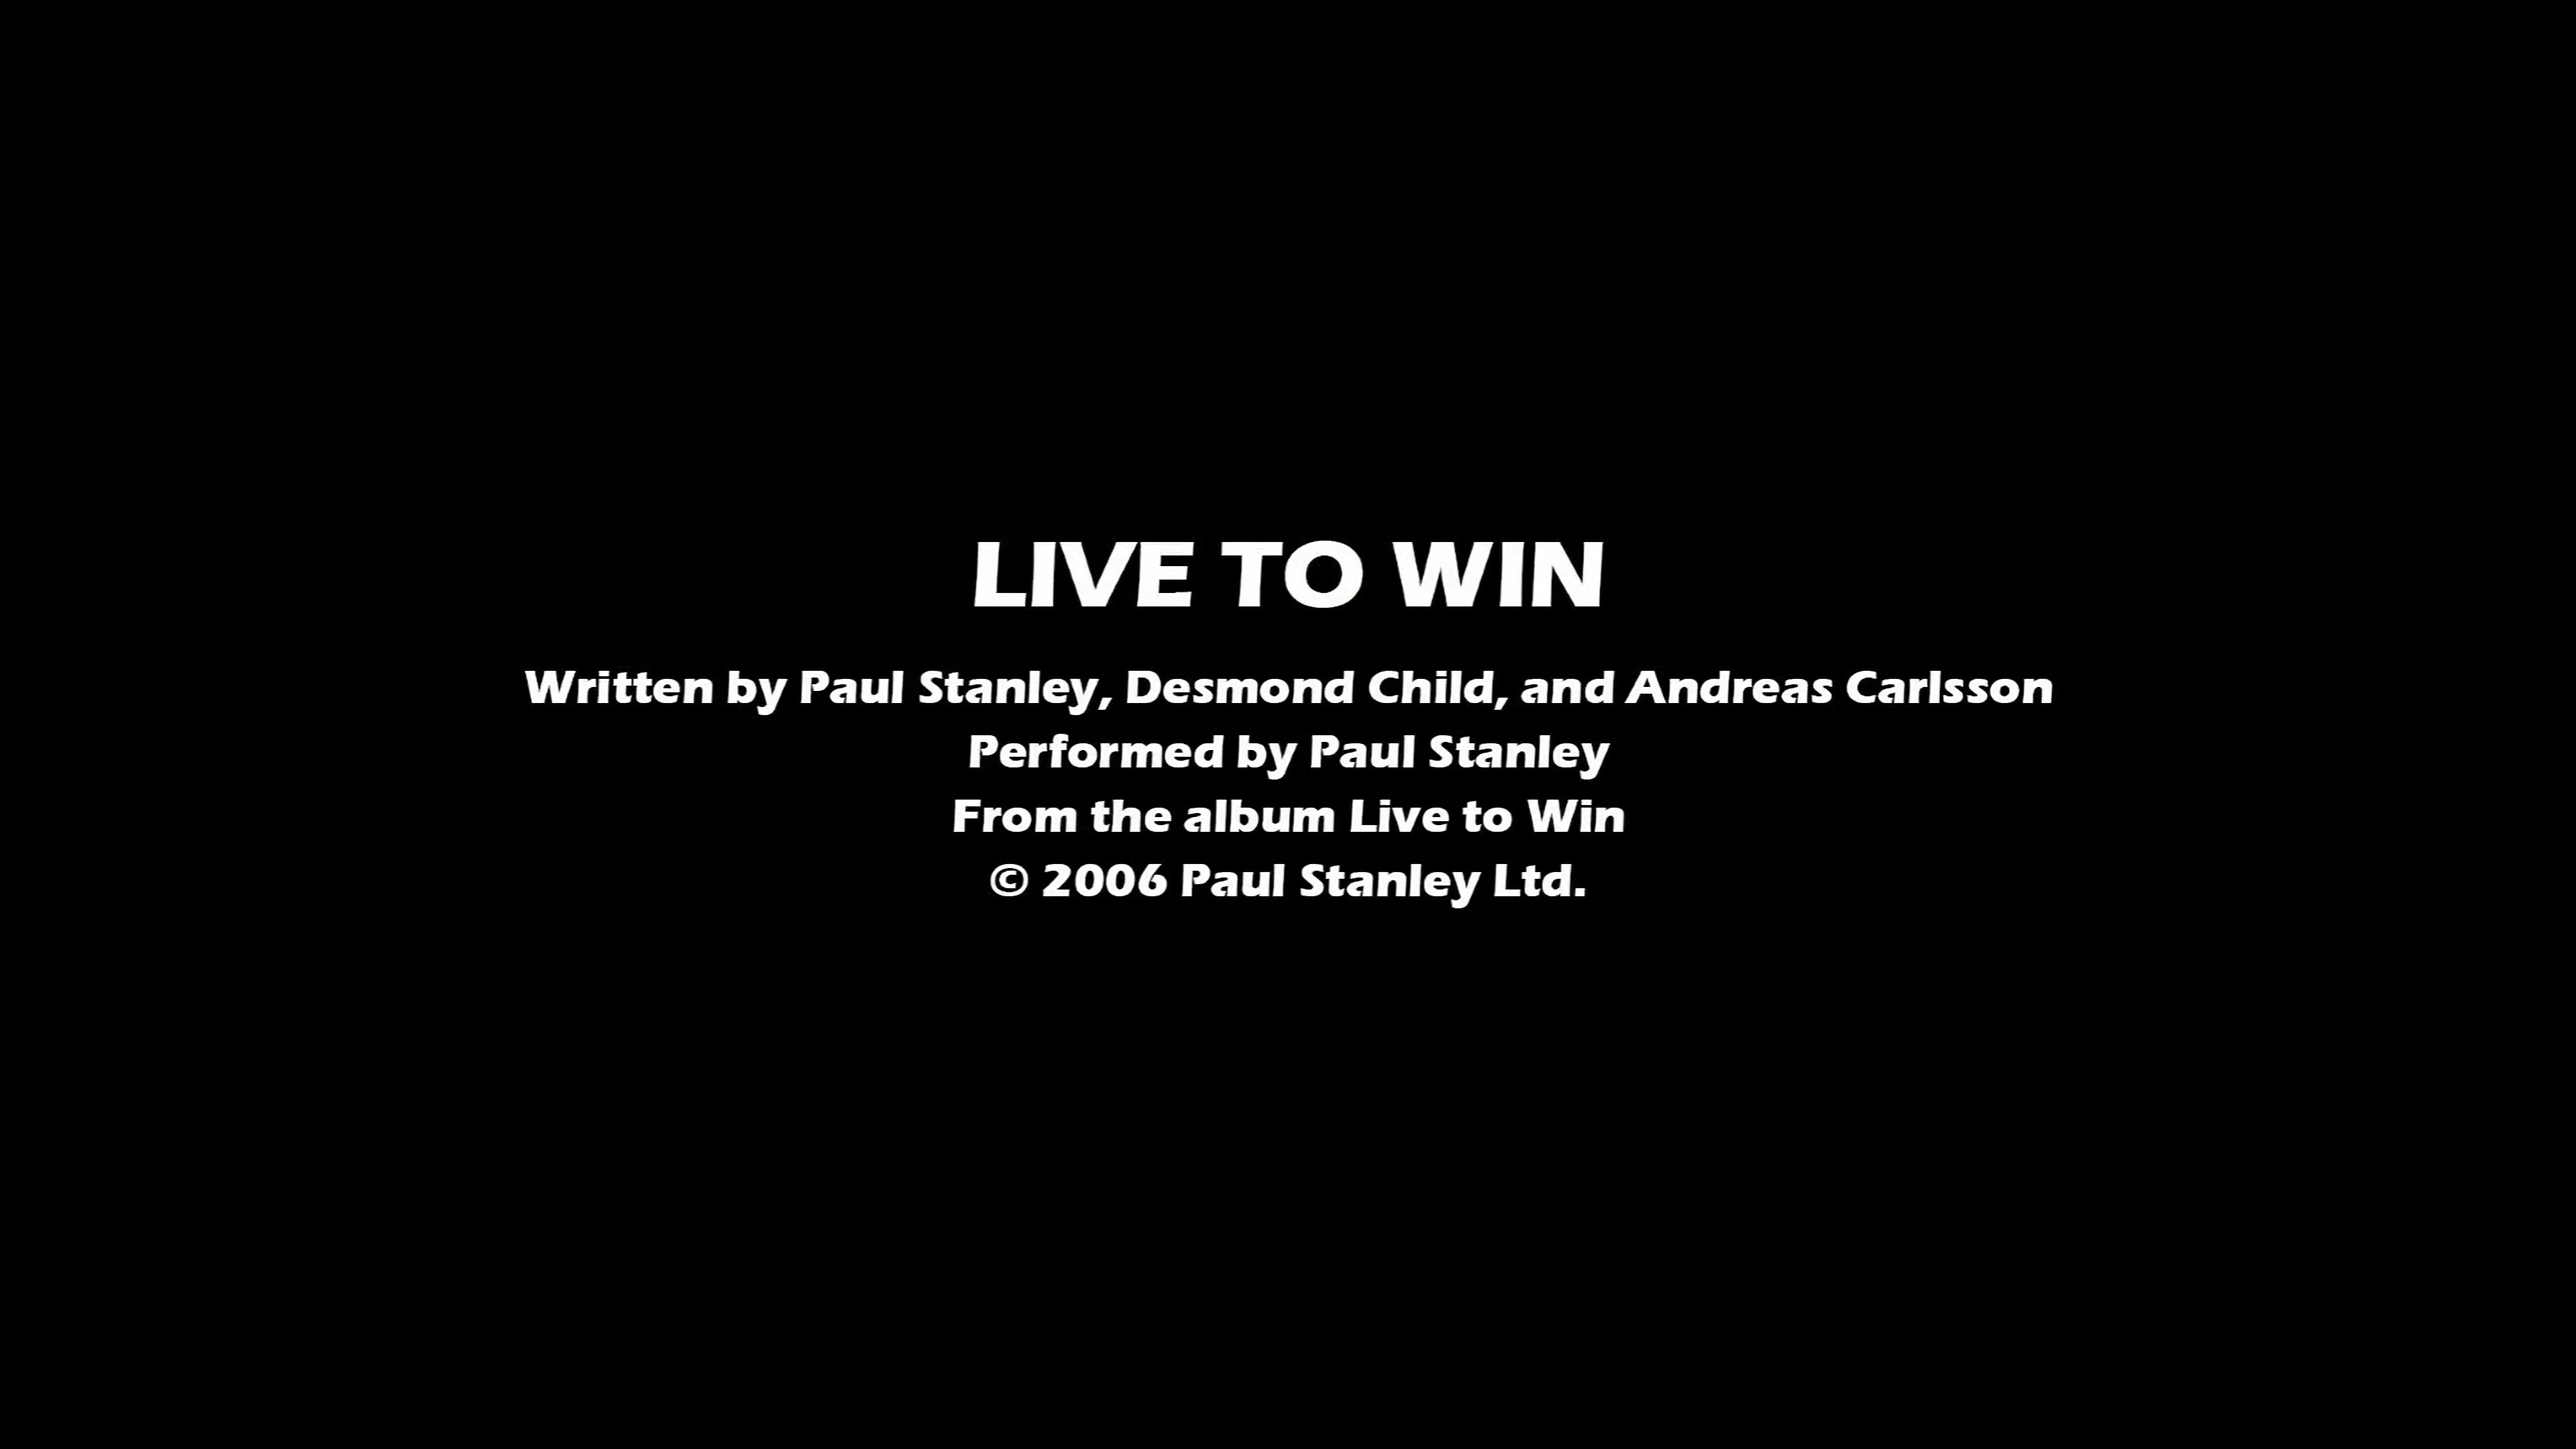 LIVE TO WIN
Written by Paul Stanley, Desmond Child, and Andreas Carlsson
Performed by Paul Stanley
From the album Live to Win
© 2006 Paul Stanley Ltd.